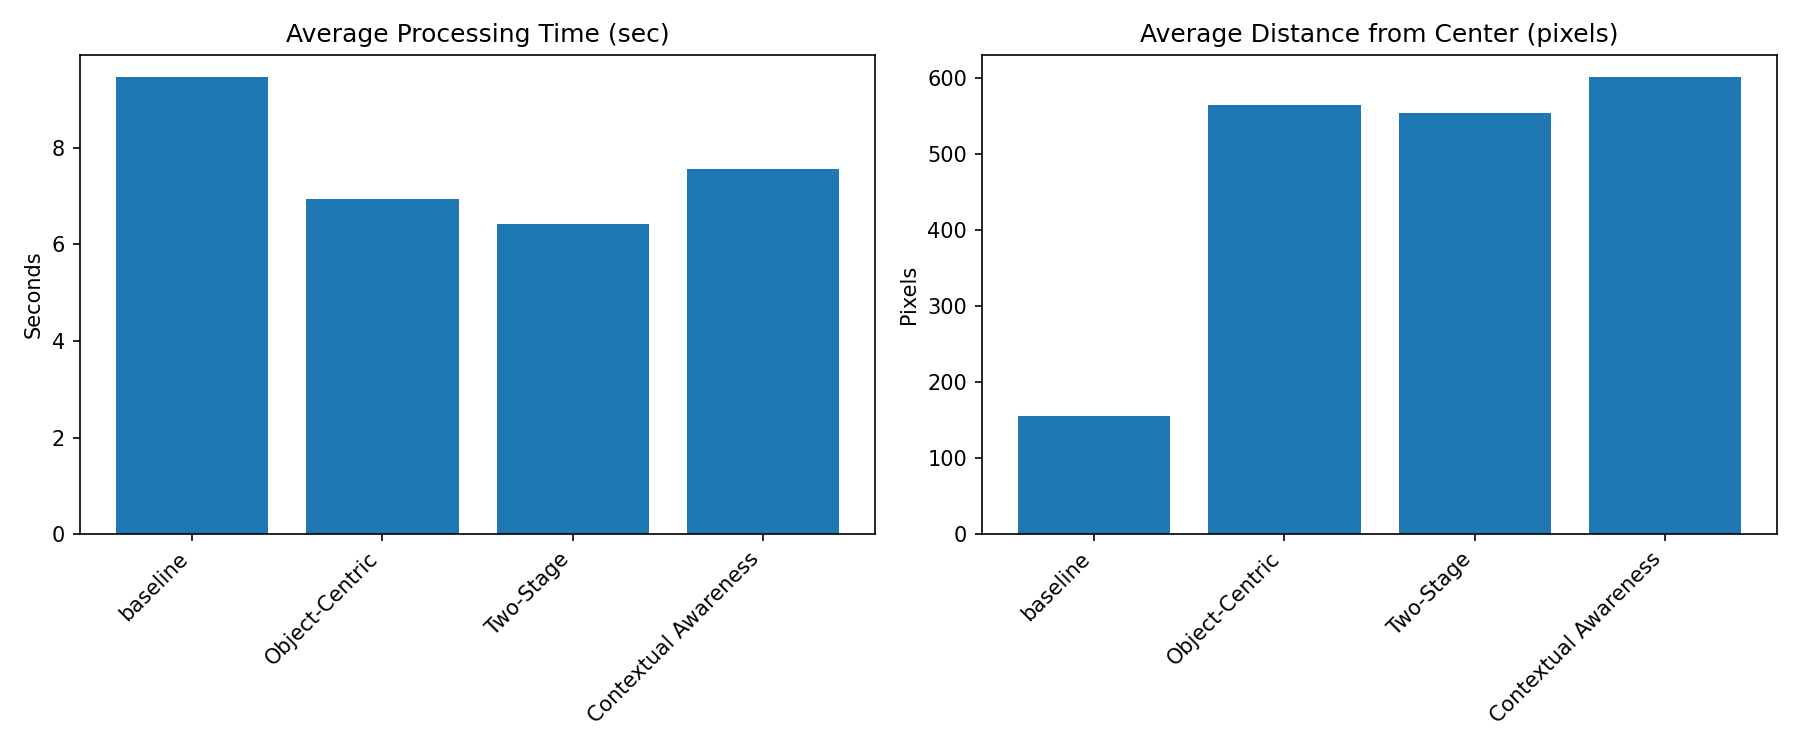 Average Processing Time (sec)
Seconds
8
6
4
2
0
baseline
Object-Centric
Two-Stage
Contextual Awareness
Average Distance from Center (pixels)
Pixels
600
500
400
300
200
100
0
baseline
Object-Centric
Two-Stage
Contextual Awareness